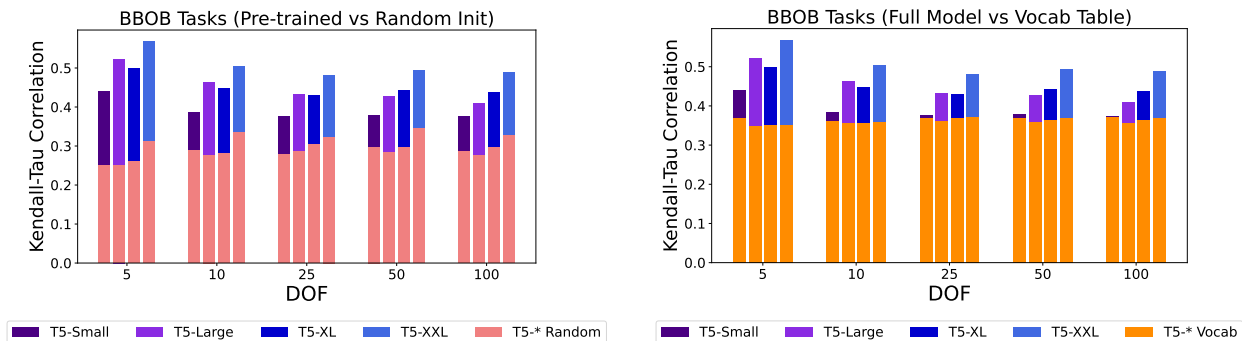 BBOB Tasks (Pre-trained vs Random Init)
Kendall-Tau Correlation
0.5
0.4
0.3
0.2
0.1
0.0
5 10 25 50 100
DOF
T5-Small T5-Large T5-XL T5-XXL T5-* Random
BBOB Tasks (Full Model vs Vocab Table)
Kendall-Tau Correlation
0.5
0.4
0.3
0.2
0.1
0.0
5 10 25 50 100
DOF
T5-Small T5-Large T5-XL T5-XXL T5-* Vocab